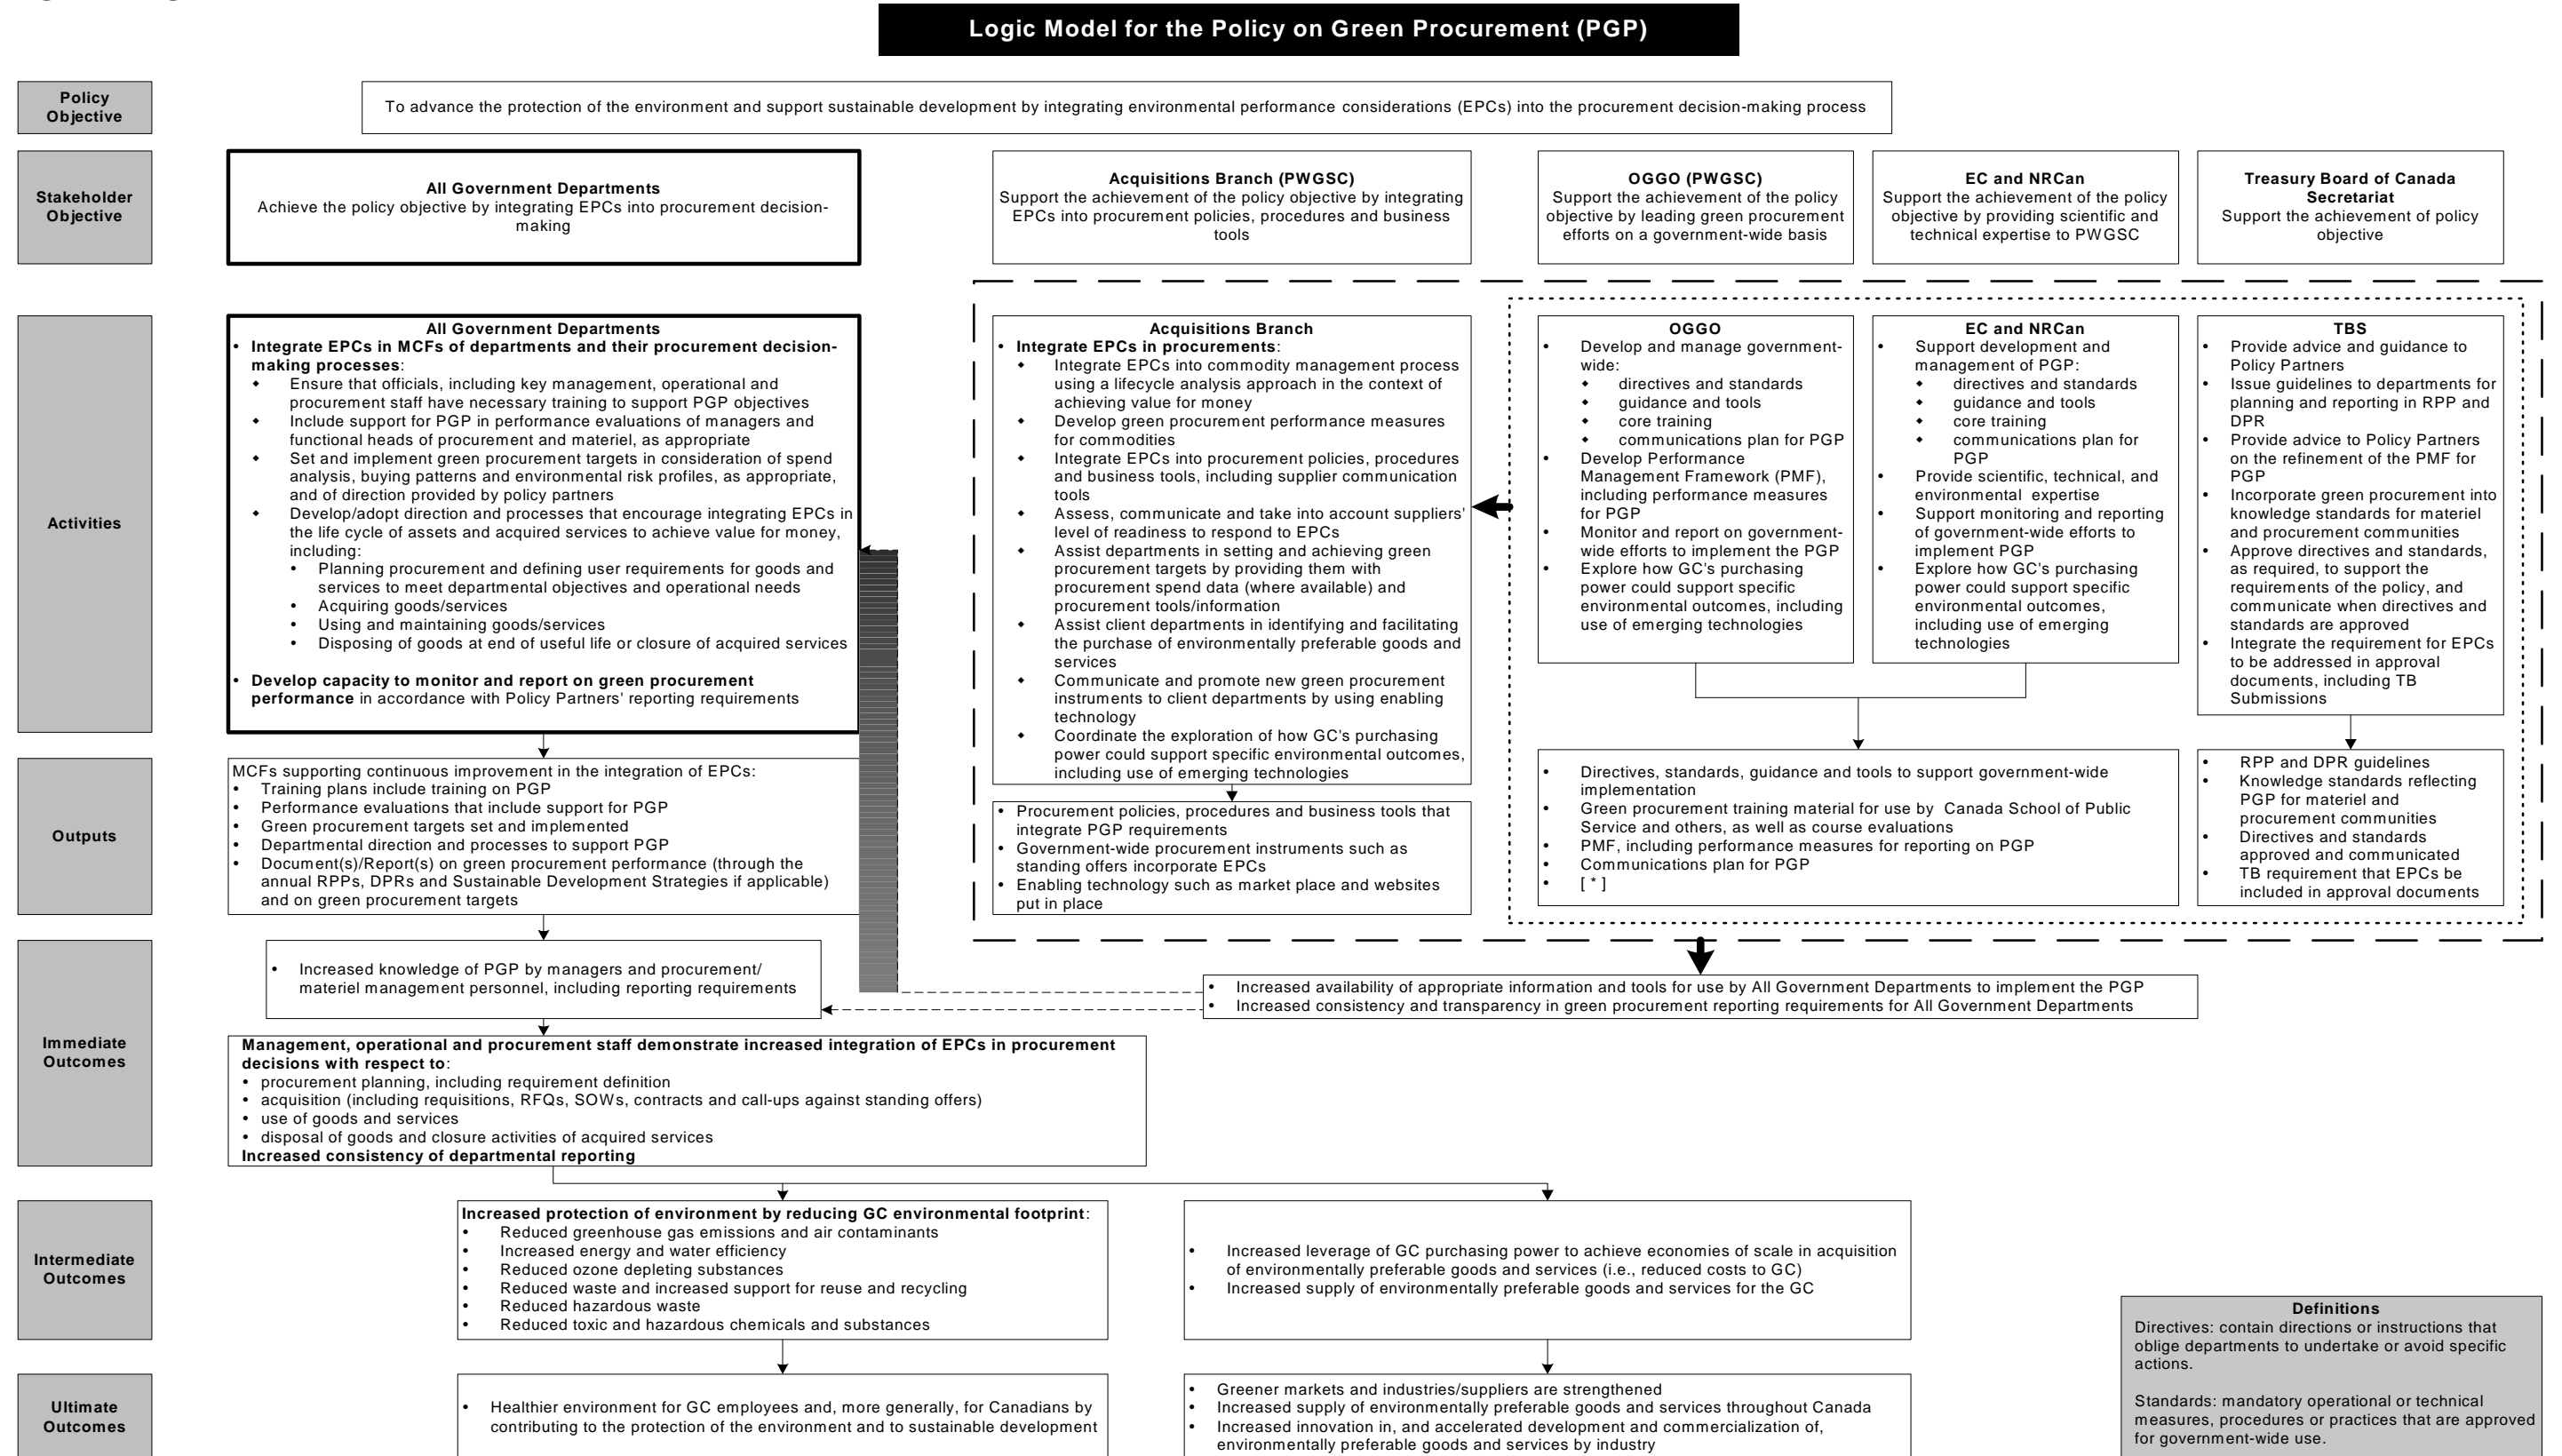 Logic Model for the Policy on Green Procurement (PGP)
Policy
Objective
To advance the protection of the environment and support sustainable development by integrating environmental performance considerations (EPCs) into the procurement decision-making process
Stakeholder
Objective
All Government Departments
Achieve the policy objective by integrating EPCs into procurement decision-
making
Acquisitions Branch (PWGSC)
Support the achievement of the policy objective by integrating
EPCs into procurement policies, procedures and business
tools
OGGO (PWGSC)
Support the achievement of the policy
objective by leading green procurement
efforts on a government-wide basis
EC and NRCan
Support the achievement of the policy
objective by providing scientific and
technical expertise to PWGSC
Treasury Board of Canada
Secretariat
Support the achievement of policy
objective
Activities
All Government Departments
• Integrate EPCs in MCFs of departments and their procurement decision-
making processes:
◆ Ensure that officials, including key management, operational and
procurement staff have necessary training to support PGP objectives
◆ Include support for PGP in performance evaluations of managers and
functional heads of procurement and materiel, as appropriate
◆ Set and implement green procurement targets in consideration of spend
analysis, buying patterns and environmental risk profiles, as appropriate,
and of direction provided by policy partners
◆ Develop/adopt direction and processes that encourage integrating EPCs in
the life cycle of assets and acquired services to achieve value for money,
including:
• Planning procurement and defining user requirements for goods and
services to meet departmental objectives and operational needs
• Acquiring goods/services
• Using and maintaining goods/services
• Disposing of goods at end of useful life or closure of acquired services
• Develop capacity to monitor and report on green procurement
performance in accordance with Policy Partners' reporting requirements
Acquisitions Branch
• Integrate EPCs in procurements:
◆ Integrate EPCs into commodity management process
using a lifecycle analysis approach in the context of
achieving value for money
◆ Develop green procurement performance measures
for commodities
◆ Integrate EPCs into procurement policies, procedures
and business tools, including supplier communication
tools
◆ Assess, communicate and take into account suppliers'
level of readiness to respond to EPCs
◆ Assist departments in setting and achieving green
procurement targets by providing them with
procurement spend data (where available) and
procurement tools/information
◆ Assist client departments in identifying and facilitating
the purchase of environmentally preferable goods and
services
◆ Communicate and promote new green procurement
instruments to client departments by using enabling
technology
◆ Coordinate the exploration of how GC's purchasing
power could support specific environmental outcomes,
including use of emerging technologies
OGGO
• Develop and manage government-
wide:
◆ directives and standards
◆ guidance and tools
◆ core training
◆ communications plan for PGP
• Develop Performance
Management Framework (PMF),
including performance measures
for PGP
• Monitor and report on government-
wide efforts to implement the PGP
• Explore how GC's purchasing
power could support specific
environmental outcomes, including
use of emerging technologies
EC and NRCan
• Support development and
management of PGP:
◆ directives and standards
◆ guidance and tools
◆ core training
◆ communications plan for
PGP
• Provide scientific, technical, and
environmental expertise
• Support monitoring and reporting
of government-wide efforts to
implement PGP
• Explore how GC's purchasing
power could support specific
environmental outcomes,
including use of emerging
technologies
TBS
• Provide advice and guidance to
Policy Partners
• Issue guidelines to departments for
planning and reporting in RPP and
DPR
• Provide advice to Policy Partners
on the refinement of the PMF for
PGP
• Incorporate green procurement into
knowledge standards for materiel
and procurement communities
• Approve directives and standards,
as required, to support the
requirements of the policy, and
communicate when directives and
standards are approved
• Integrate the requirement for EPCs
to be addressed in approval
documents, including TB
Submissions
Outputs
MCFs supporting continuous improvement in the integration of EPCs:
• Training plans include training on PGP
• Performance evaluations that include support for PGP
• Green procurement targets set and implemented
• Departmental direction and processes to support PGP
• Document(s)/Report(s) on green procurement performance (through the
annual RPPs, DPRs and Sustainable Development Strategies if applicable)
and on green procurement targets
• Procurement policies, procedures and business tools that
integrate PGP requirements
• Government-wide procurement instruments such as
standing offers incorporate EPCs
• Enabling technology such as market place and websites
put in place
• Directives, standards, guidance and tools to support government-wide
implementation
• Green procurement training material for use by Canada School of Public
Service and others, as well as course evaluations
• PMF, including performance measures for reporting on PGP
• Communications plan for PGP
• [ * ]
• RPP and DPR guidelines
• Knowledge standards reflecting
PGP for materiel and
procurement communities
• Directives and standards
approved and communicated
• TB requirement that EPCs be
included in approval documents
Immediate
Outcomes
• Increased knowledge of PGP by managers and procurement/
materiel management personnel, including reporting requirements
• Increased availability of appropriate information and tools for use by All Government Departments to implement the PGP
• Increased consistency and transparency in green procurement reporting requirements for All Government Departments
Management, operational and procurement staff demonstrate increased integration of EPCs in procurement
decisions with respect to:
• procurement planning, including requirement definition
• acquisition (including requisitions, RFQs, SOWs, contracts and call-ups against standing offers)
• use of goods and services
• disposal of goods and closure activities of acquired services
Increased consistency of departmental reporting
Intermediate
Outcomes
Increased protection of environment by reducing GC environmental footprint:
• Reduced greenhouse gas emissions and air contaminants
• Increased energy and water efficiency
• Reduced ozone depleting substances
• Reduced waste and increased support for reuse and recycling
• Reduced hazardous waste
• Reduced toxic and hazardous chemicals and substances
• Increased leverage of GC purchasing power to achieve economies of scale in acquisition
of environmentally preferable goods and services (i.e., reduced costs to GC)
• Increased supply of environmentally preferable goods and services for the GC
Ultimate
Outcomes
• Healthier environment for GC employees and, more generally, for Canadians by
contributing to the protection of the environment and to sustainable development
• Greener markets and industries/suppliers are strengthened
• Increased supply of environmentally preferable goods and services throughout Canada
• Increased innovation in, and accelerated development and commercialization of,
environmentally preferable goods and services by industry
Definitions
Directives: contain directions or instructions that
oblige departments to undertake or avoid specific
actions.
Standards: mandatory operational or technical
measures, procedures or practices that are approved
for government-wide use.